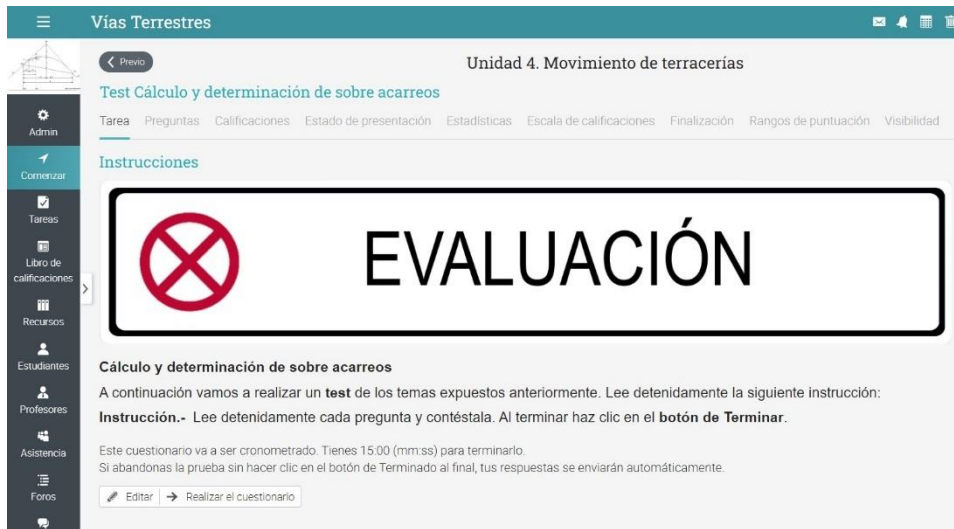 Vías Terrestres
Previo
Unidad 4. Movimiento de terracerías
Test Cálculo y determinación de sobre acarreos
Tarea Preguntas Calificaciones Estado de presentación Estadísticas Escala de calificaciones Finalización Rangos de puntuación Visibilidad
Instrucciones
EVALUACIÓN
Cálculo y determinación de sobre acarreos
A continuación vamos a realizar un test de los temas expuestos anteriormente. Lee detenidamente la siguiente instrucción:
Instrucción.- Lee detenidamente cada pregunta y contéstala. Al terminar haz clic en el botón de Terminar.
Este cuestionario va a ser cronometrado. Tienes 15:00 (mm:ss) para terminarlo.
Si abandonas la prueba sin hacer clic en el botón de Terminado al final, tus respuestas se enviarán automáticamente.
Editar Realizar el cuestionario
Admin
Comenzar
Tareas
Libro de
calificaciones
Recursos
Estudiantes
Profesores
Asistencia
Foros